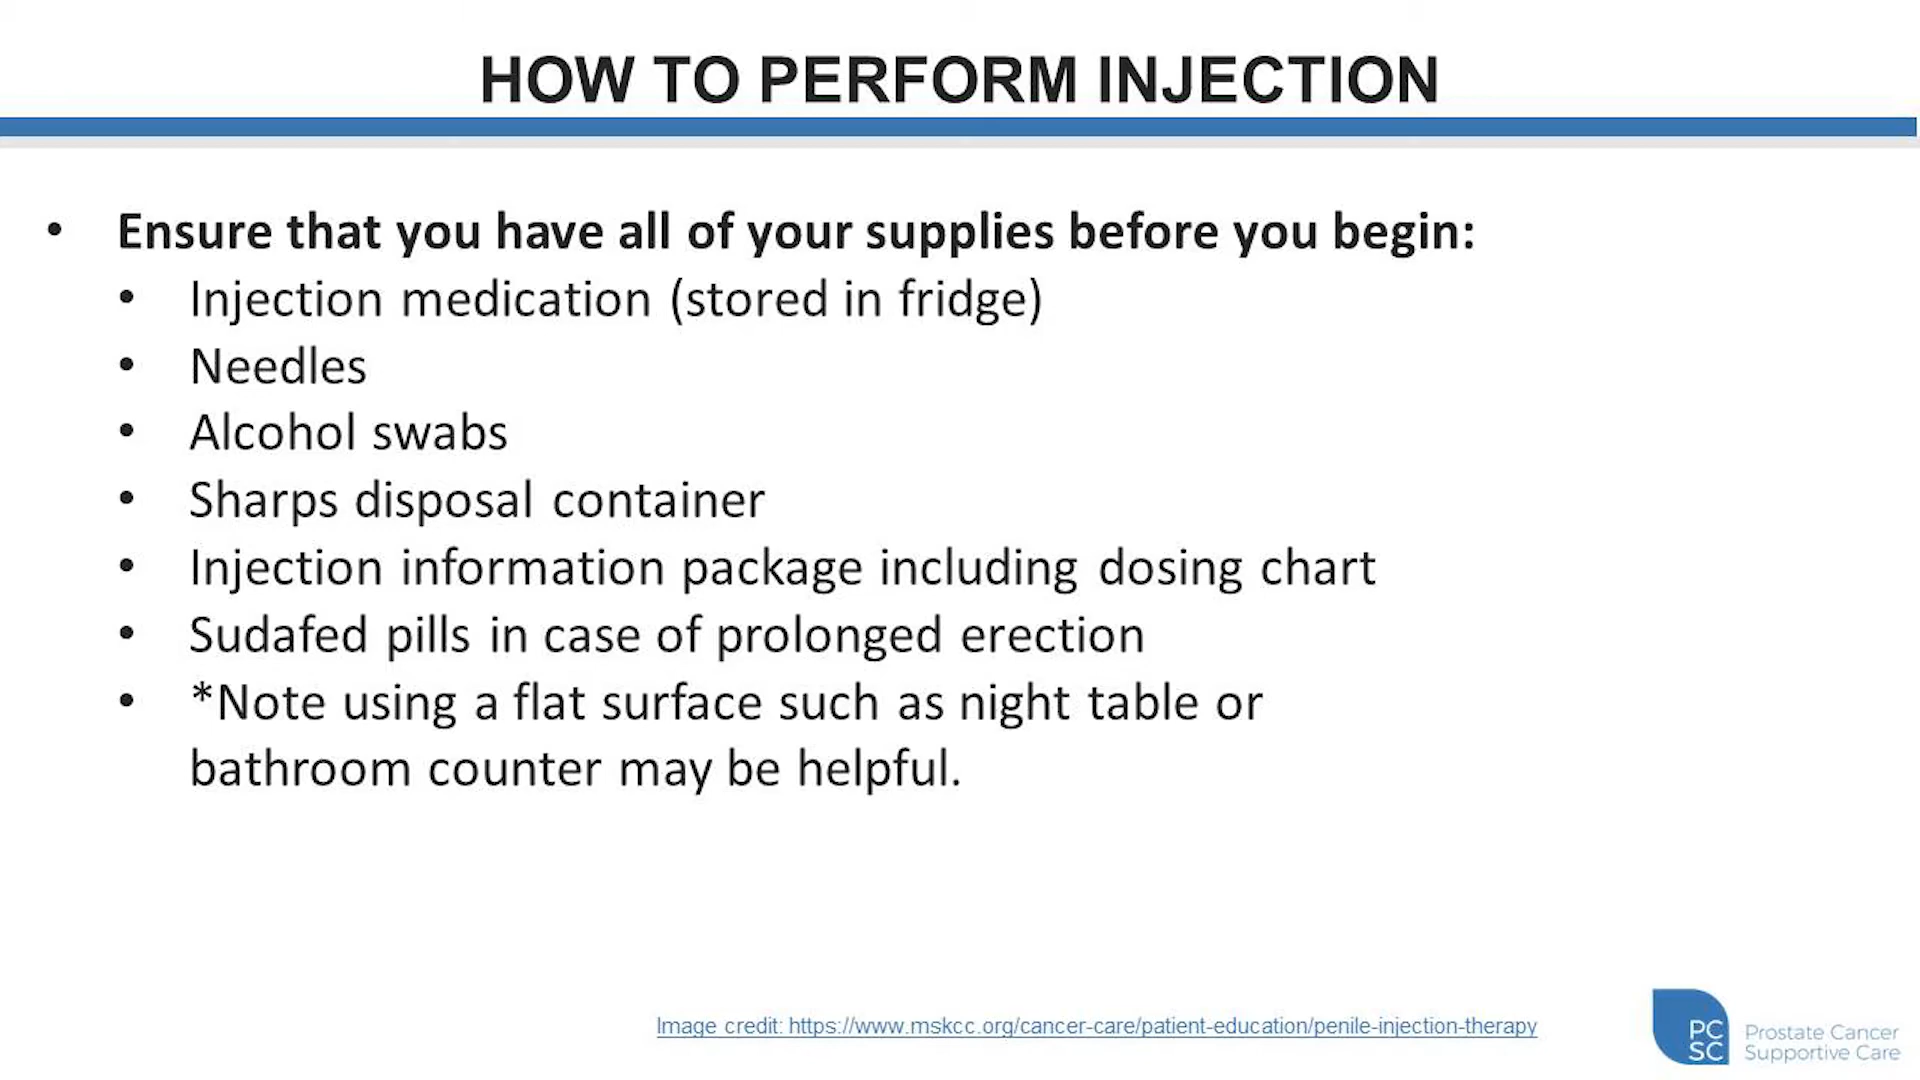 HOW TO PERFORM INJECTION
• Ensure that you have all of your supplies before you begin:
• Injection medication (stored in fridge)
• Needles
• Alcohol swabs
• Sharps disposal container
• Injection information package including dosing chart
• Sudafed pills in case of prolonged erection
• *Note using a flat surface such as night table or
bathroom counter may be helpful.
Image credit: https://www.mskcc.org/cancer-care/patient-education/penile-injection-therapy
PC
SC
Prostate Cancer
Supportive Care